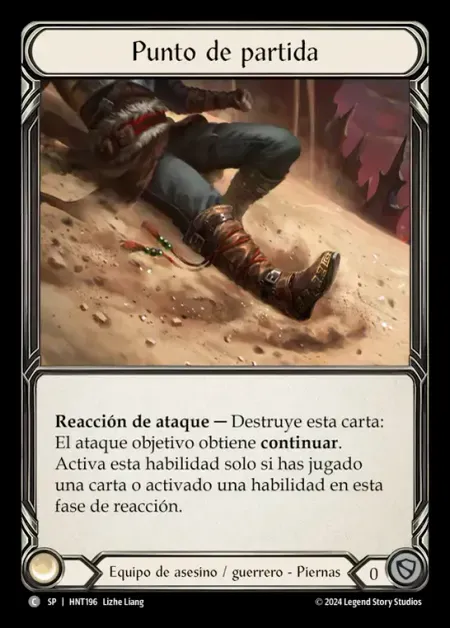 Punto de partida
Reacción de ataque — Destruye esta carta:
El ataque objetivo obtiene continuar.
Activa esta habilidad solo si has jugado
una carta o activado una habilidad en esta
fase de reacción.
Equipo de asesino / guerrero - Piernas
0
C SP | HNT196 Lizhe Liang
© 2024 Legend Story Studios